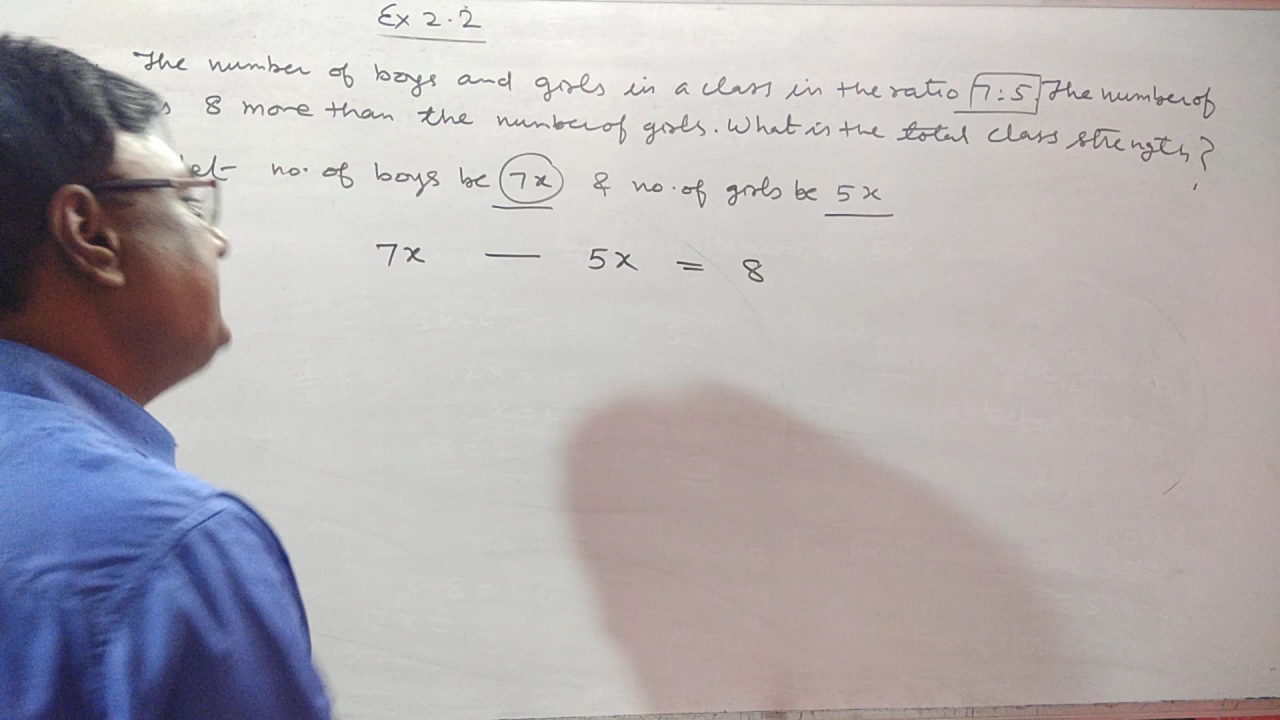 Ex 2.2
The number of boys and girls in a class in the ratio 7:5. The number of
8 more than the number of girls. What is the total class strength?
no. of boys be 7x & no. of girls be 5x
7x — 5x = 8